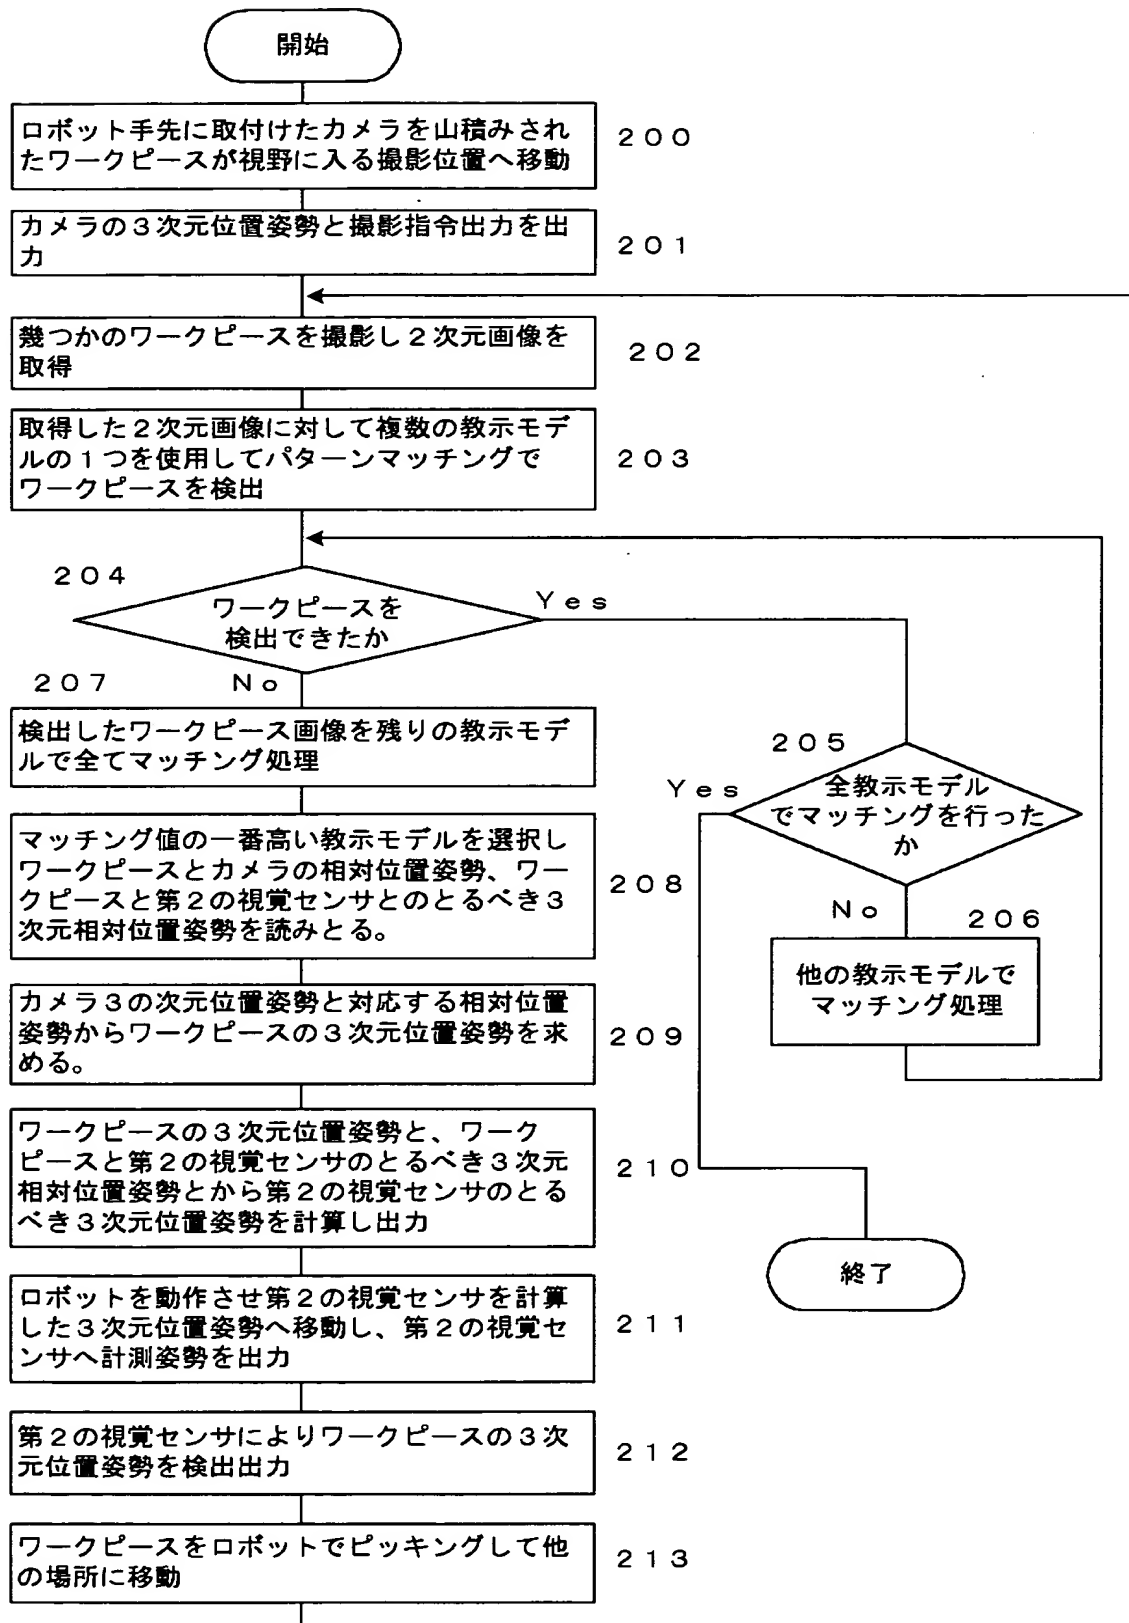 開始
ロボット手先に取付けたカメラを山積みされ
たワークピースが視野に入る撮影位置へ移動
200
カメラの3次元位置姿勢と撮影指令出力を出
力
201
幾つかのワークピースを撮影し2次元画像を
取得
202
取得した2次元画像に対して複数の教示モデ
ルの1つを使用してパターンマッチングで
ワークピースを検出
203
204
ワークピースを
検出できたか
Yes
No
205
全教示モデル
でマッチングを行った
か
Yes
No
206
他の教示モデルで
マッチング処理
終了
207
検出したワークピース画像を残りの教示モデ
ルで全てマッチング処理
マッチング値の一番高い教示モデルを選択し
ワークピースとカメラの相対位置姿勢、ワー
クピースと第2の視覚センサとのとるべき3
次元相対位置姿勢を読みとる。
208
カメラ3の次元位置姿勢と対応する相対位置
姿勢からワークピースの3次元位置姿勢を求
める。
209
ワークピースの3次元位置姿勢と、ワーク
ピースと第2の視覚センサのとるべき3次元
相対位置姿勢とから第2の視覚センサのとる
べき3次元位置姿勢を計算し出力
210
ロボットを動作させ第2の視覚センサを計算
した3次元位置姿勢へ移動し、第2の視覚セ
ンサへ計測姿勢を出力
211
第2の視覚センサによりワークピースの3次
元位置姿勢を検出出力
212
ワークピースをロボットでピッキングして他
の場所に移動
213